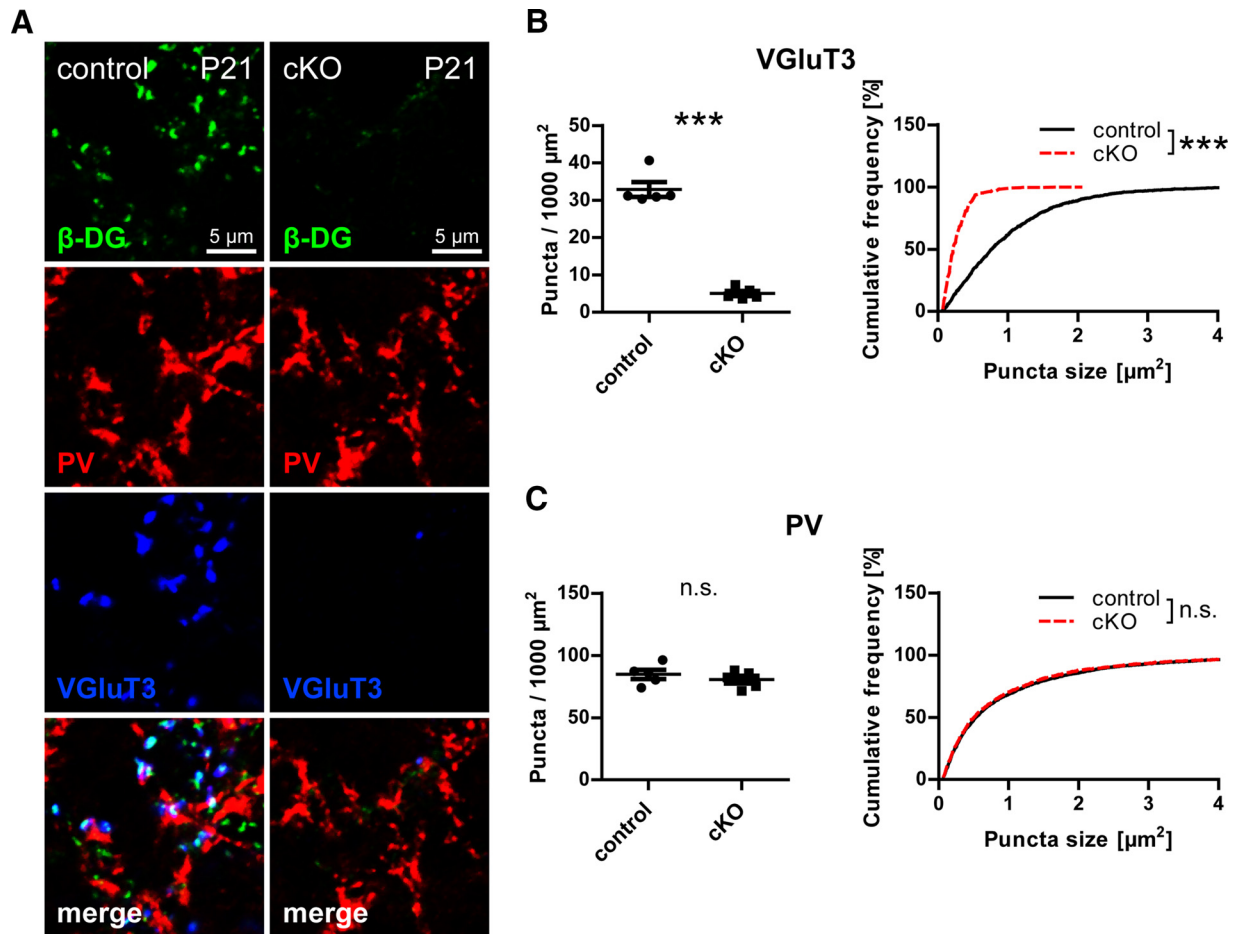 A
control P21
β-DG 5 µm
cKO P21
β-DG 5 µm
PV
PV
VGluT3
VGluT3
merge
merge
B
VGluT3
Puncta / 1000 µm²
50
40
30
20
10
0
***
control
cKO
Cumulative frequency [%]
150
100
50
0
control
cKO
***
0 1 2 3 4
Puncta size [µm²]
C
PV
Puncta / 1000 µm²
150
100
50
0
n.s.
control
cKO
Cumulative frequency [%]
150
100
50
0
control
cKO
n.s.
0 1 2 3 4
Puncta size [µm²]